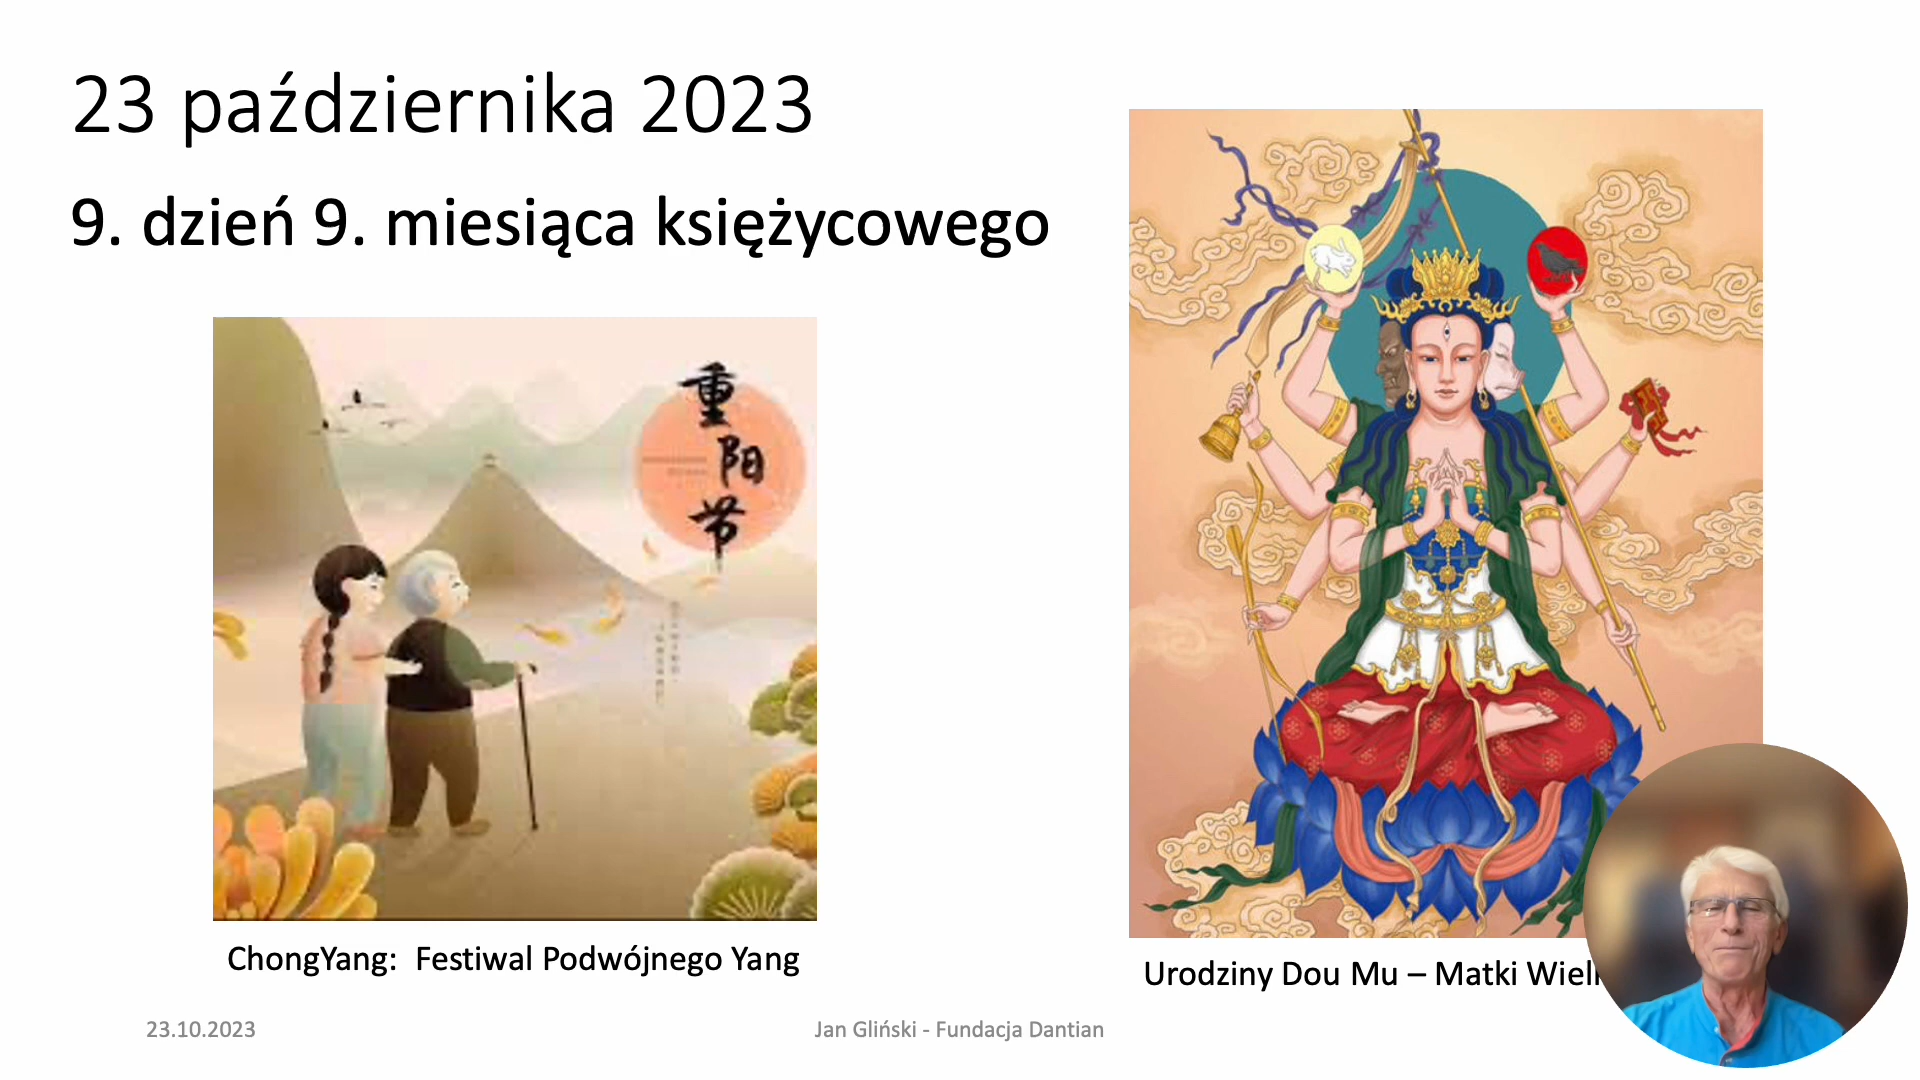 23 października 2023
9. dzień 9. miesiąca księżycowego
重
阳
节
ChongYang: Festiwal Podwójnego Yang
Urodziny Dou Mu – Matki
23.10.2023
Jan Gliński - Fundacja Dantian